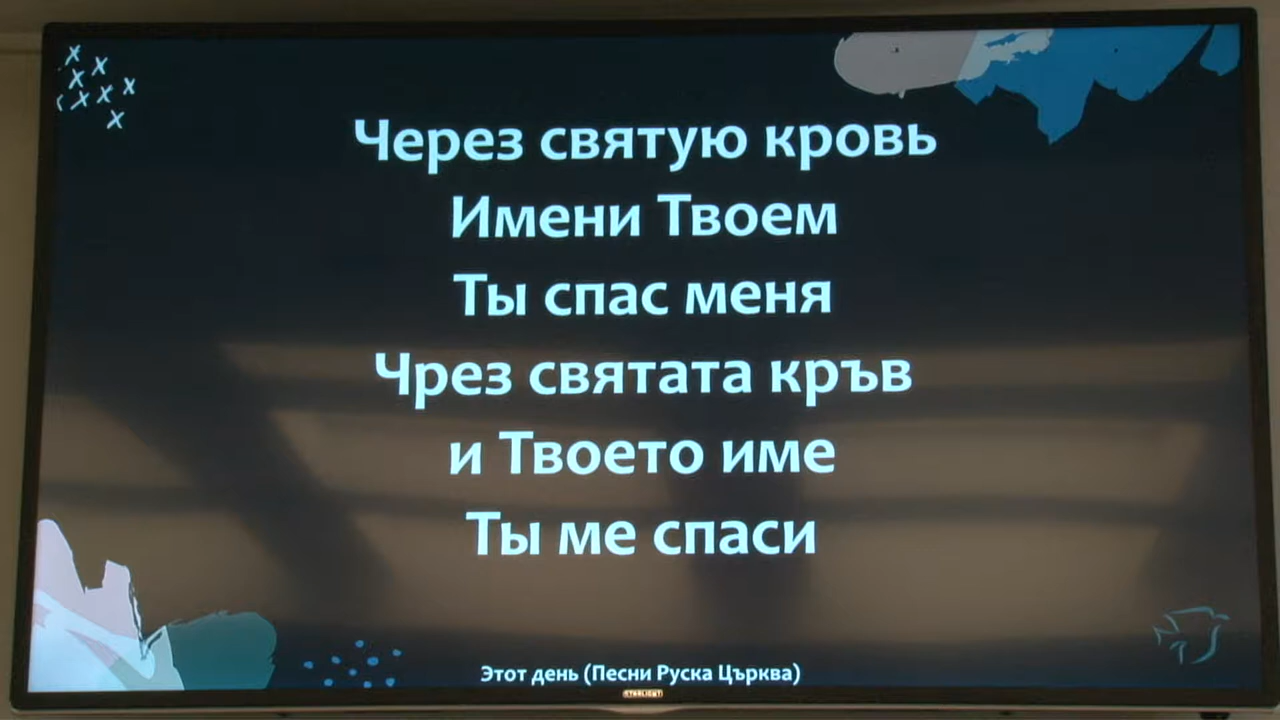 Через святую кровь
Имени Твоем
Ты спас меня
Чрез святата кръв
и Твоето име
Ты ме спаси
Этот день (Песни Руска Църква)
STARLIGHT